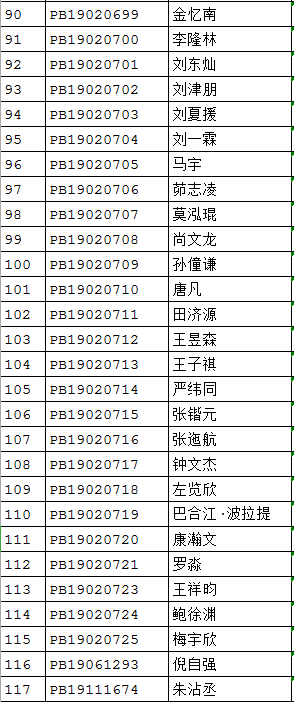 90 PB19020699 金忆南
91 PB19020700 李隆林
92 PB19020701 刘东灿
93 PB19020702 刘津朋
94 PB19020703 刘夏援
95 PB19020704 刘一霖
96 PB19020705 马宇
97 PB19020706 茹志凌
98 PB19020707 莫泓琨
99 PB19020708 尚文龙
100 PB19020709 孙僮谦
101 PB19020710 唐凡
102 PB19020711 田济源
103 PB19020712 王昱森
104 PB19020713 王子祺
105 PB19020714 严纬同
106 PB19020715 张锴元
107 PB19020716 张迤航
108 PB19020717 钟文杰
109 PB19020718 左览欣
110 PB19020719 巴合江·波拉提
111 PB19020720 康瀚文
112 PB19020721 罗淼
113 PB19020723 王祥昀
114 PB19020724 鲍徐渊
115 PB19020725 梅宇欣
116 PB19061293 倪自强
117 PB19111674 朱沾丞